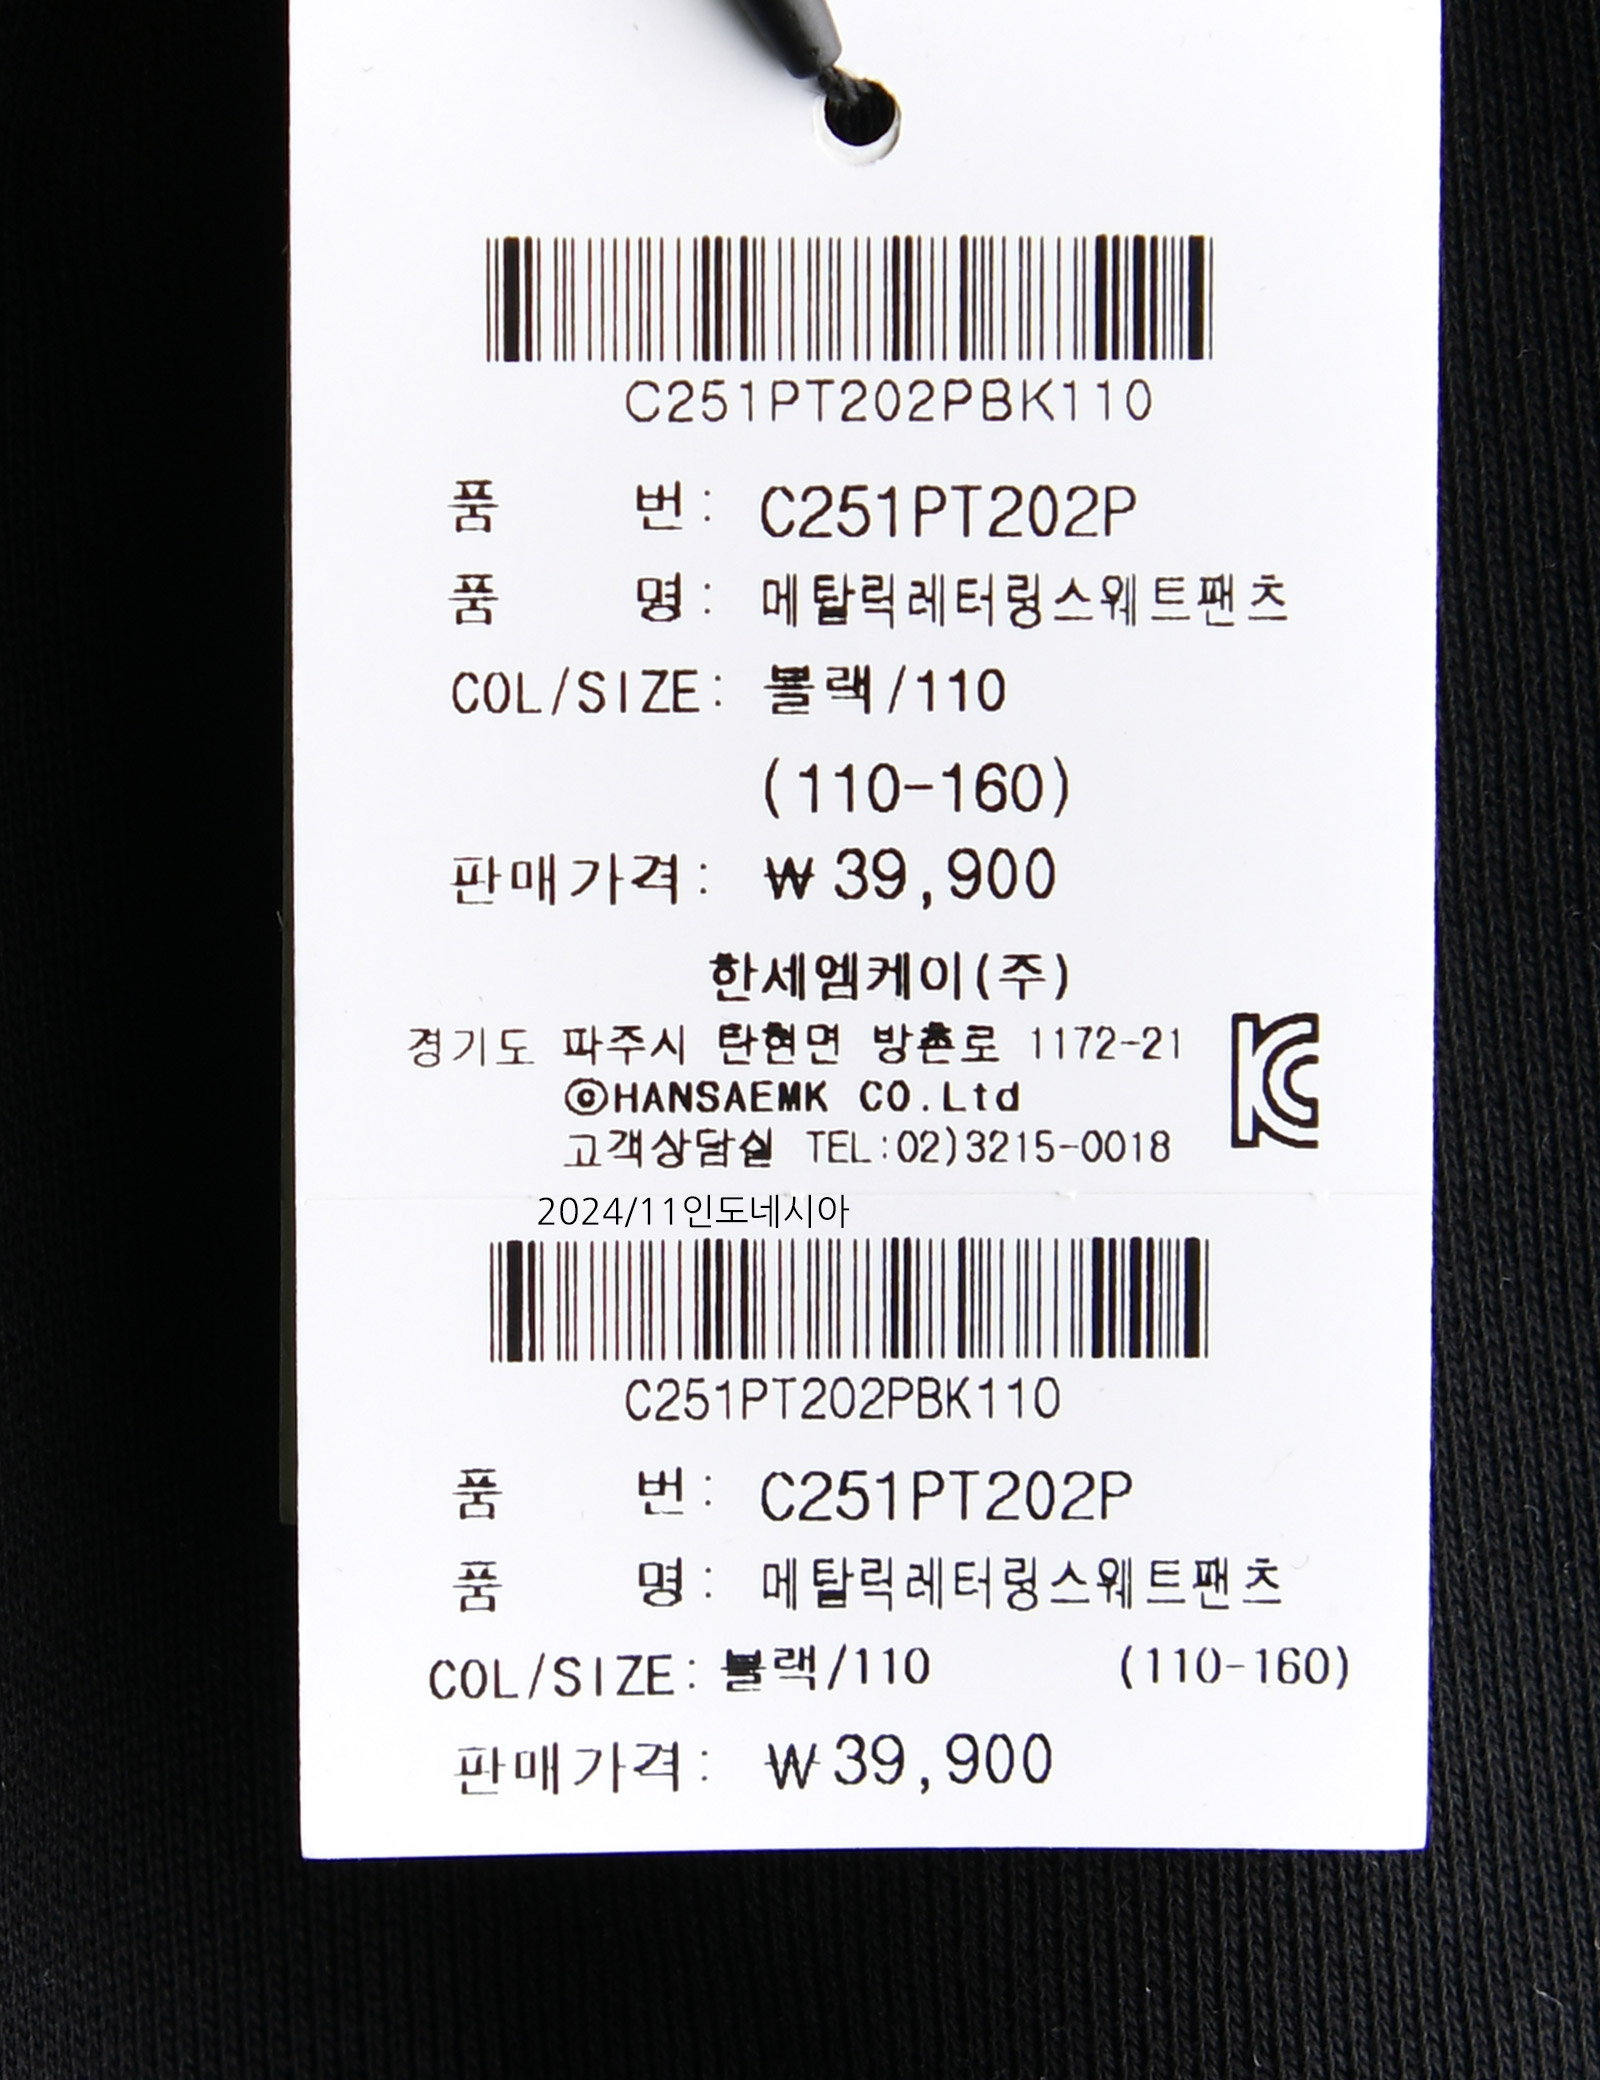 C251PT202PBK110
품 번: C251PT202P
품 명: 메탈릭레터링스웨트팬츠
COL/SIZE: 블랙/110
(110-160)
판매가격: ₩39,900
한세엠케이(주)
경기도 파주시 탄현면 방촌로 1172-21
©HANSAEMK CO.Ltd
고객상담실 TEL:02)3215-0018
KC
2024/11인도네시아
C251PT202PBK110
품 번: C251PT202P
품 명: 메탈릭레터링스웨트팬츠
COL/SIZE: 블랙/110 (110-160)
판매가격: ₩39,900